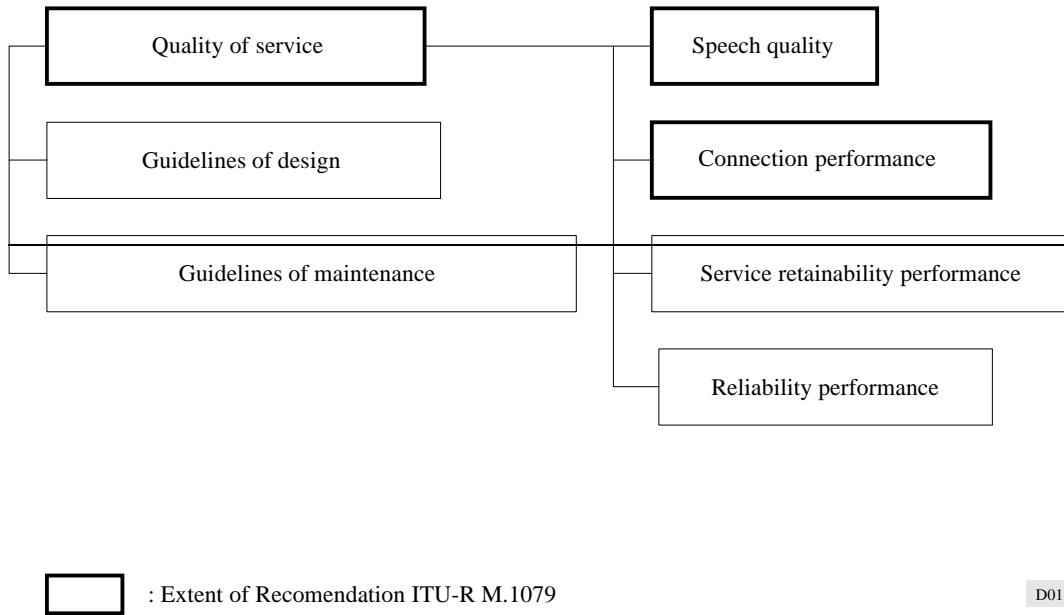 Quality of service
Speech quality
Guidelines of design
Connection performance
Guidelines of maintenance
Service retainability performance
Reliability performance
: Extent of Recomendation ITU-R M.1079
D01